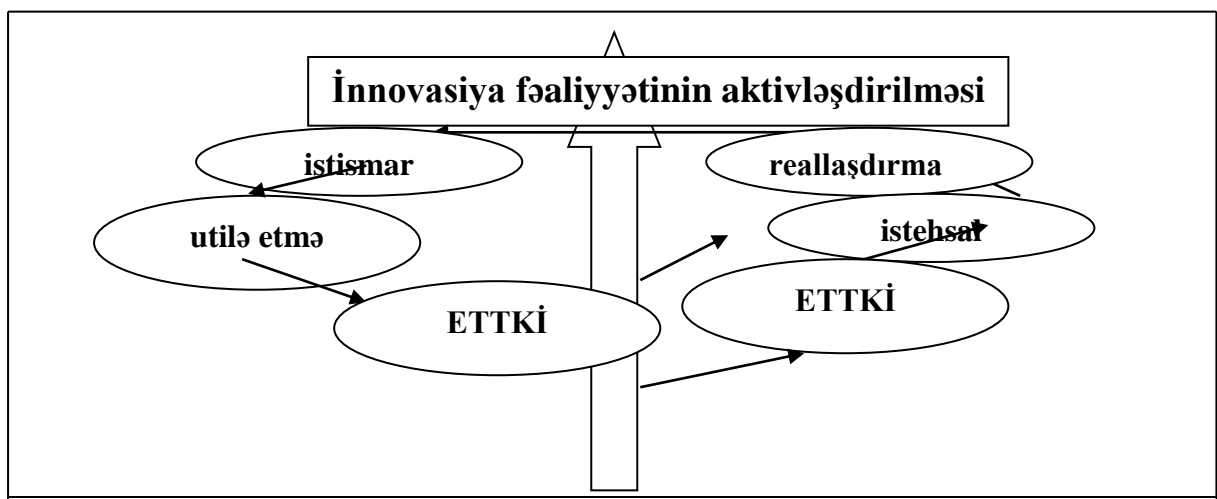 İnnovasiya fəaliyyətinin aktivləşdirilməsi
istismar
reallaşdırma
utilə etmə
istehsal
ETTKİ
ETTKİ